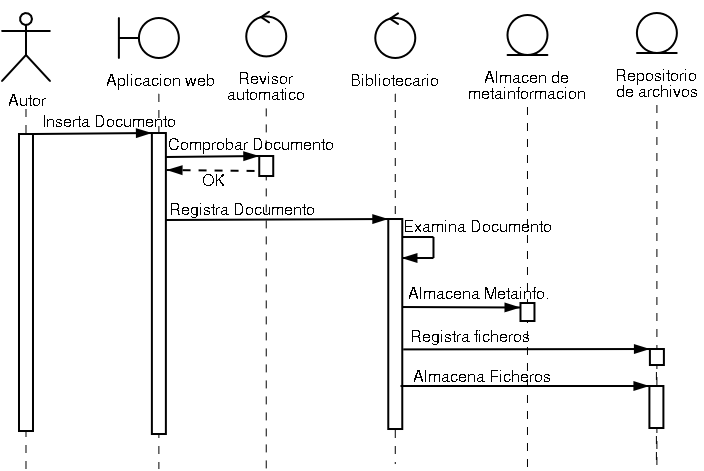 Autor
Aplicacion web
Revisor
automatico
Bibliotecario
Almacen de
metainformacion
Repositorio
de archivos
Inserta Documento
Comprobar Documento
OK
Registra Documento
Examina Documento
Almacena Metainfo.
Registra ficheros
Almacena Ficheros